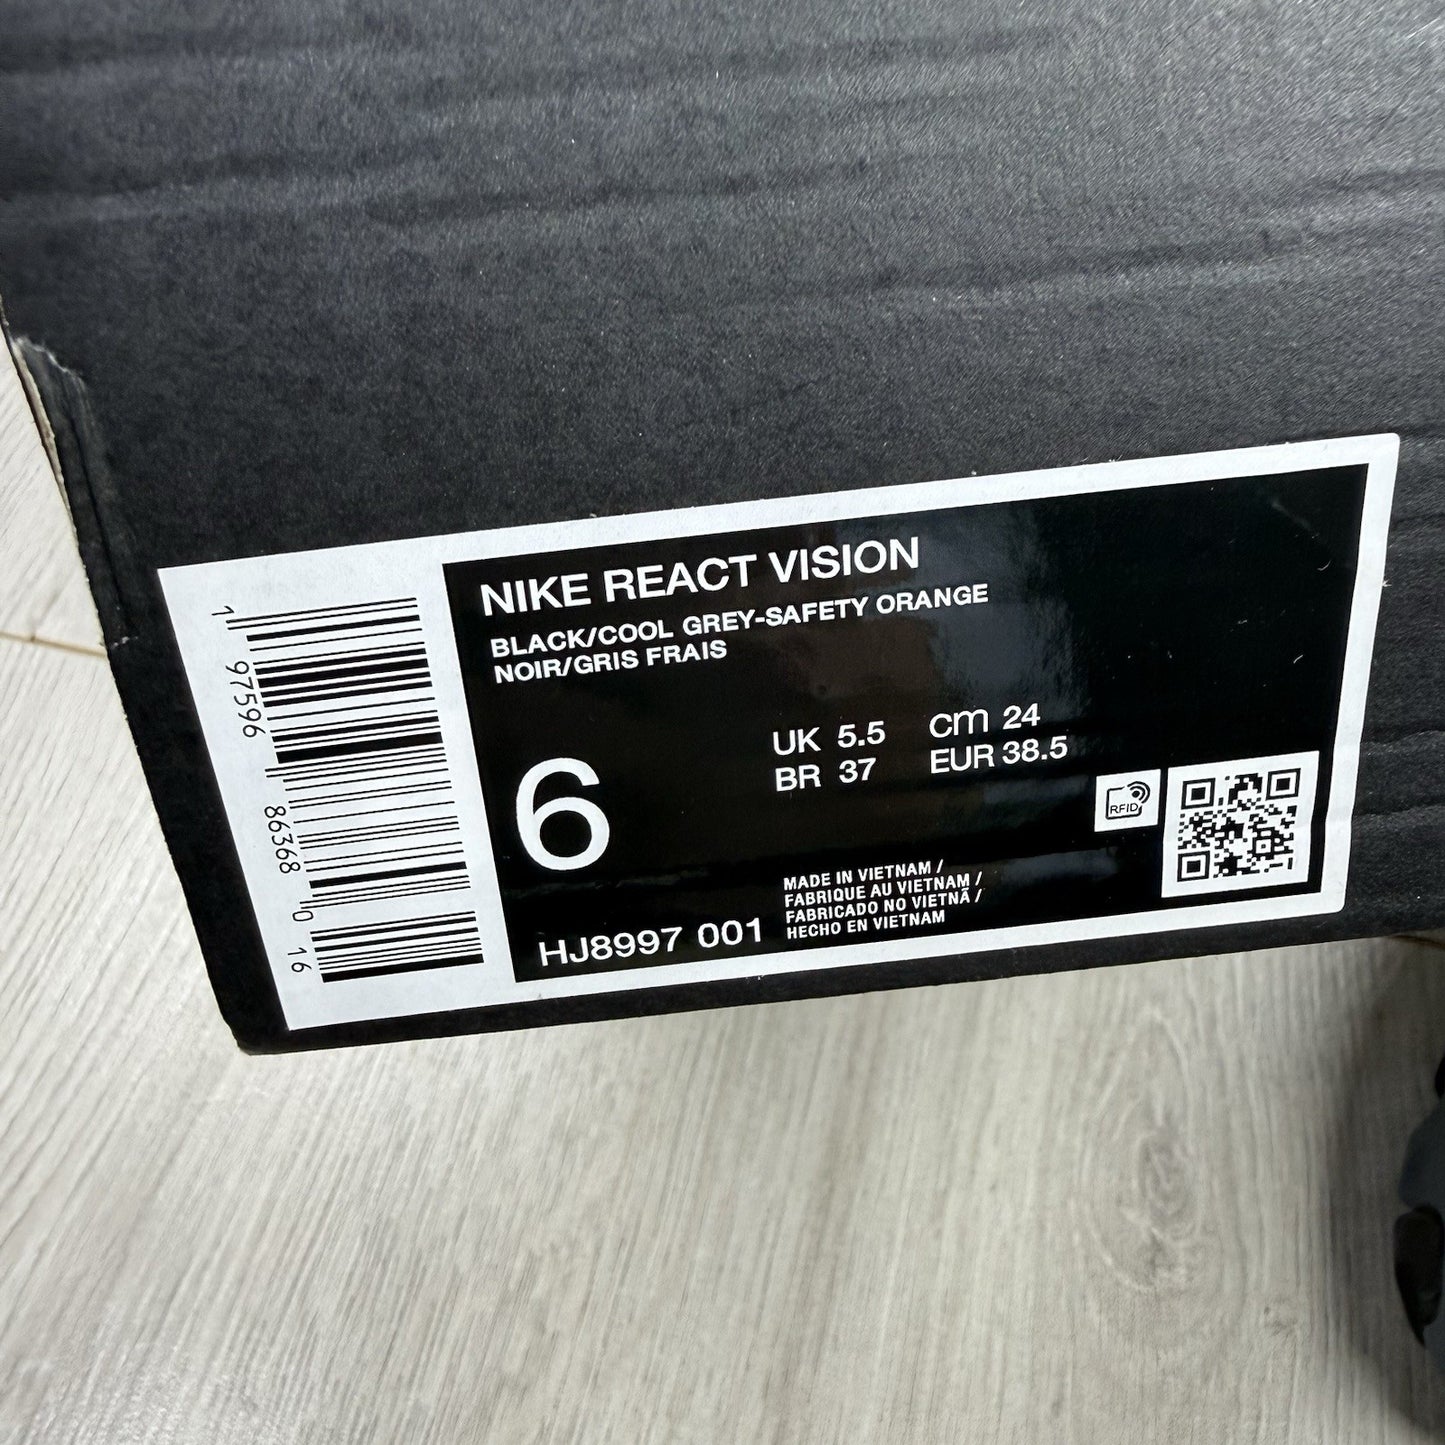 NIKE REACT VISION
BLACK/COOL GREY-SAFETY ORANGE
NOIR/GRIS FRAIS
6
UK 5.5
BR 37
cm 24
EUR 38.5
RFID
HJ8997 001
MADE IN VIETNAM /
FABRIQUE AU VIETNAM /
FABRICADO NO VIETNÃ /
HECHO EN VIETNAM
1 97596 86368 0 16